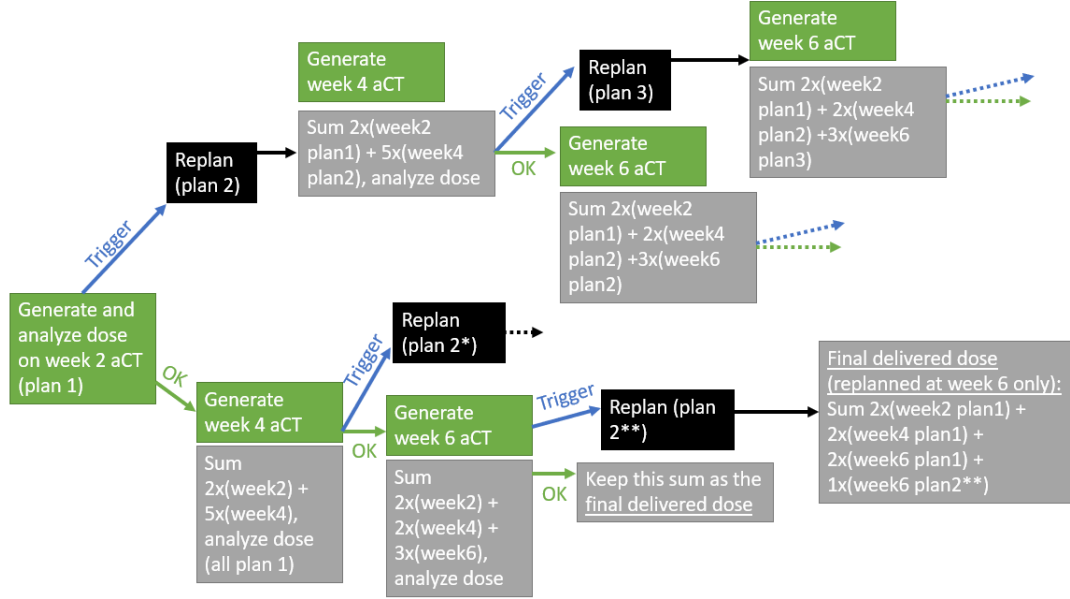 Generate
week 6 aCT
Sum 2x(week2
plan1) + 2x(week4
plan2) +3x(week6
plan3)
Replan
(plan 3)
Trigger
Generate
week 4 aCT
Sum 2x(week2
plan1) + 5x(week4
plan2), analyze dose
OK
Generate
week 6 aCT
Sum 2x(week2
plan1) + 2x(week4
plan2) +3x(week6
plan2)
Replan
(plan 2)
Trigger
Generate and
analyze dose
on week 2 aCT
(plan 1)
OK
Generate
week 4 aCT
Sum
2x(week2) +
5x(week4),
analyze dose
(all plan 1)
Trigger
Replan
(plan 2*)
OK
Generate
week 6 aCT
Sum
2x(week2) +
2x(week4) +
3x(week6),
analyze dose
Trigger
Replan (plan
2**)
OK
Keep this sum as the
final delivered dose
Final delivered dose
(replanned at week 6 only):
Sum 2x(week2 plan1) +
2x(week4 plan1) +
2x(week6 plan1) +
1x(week6 plan2**)